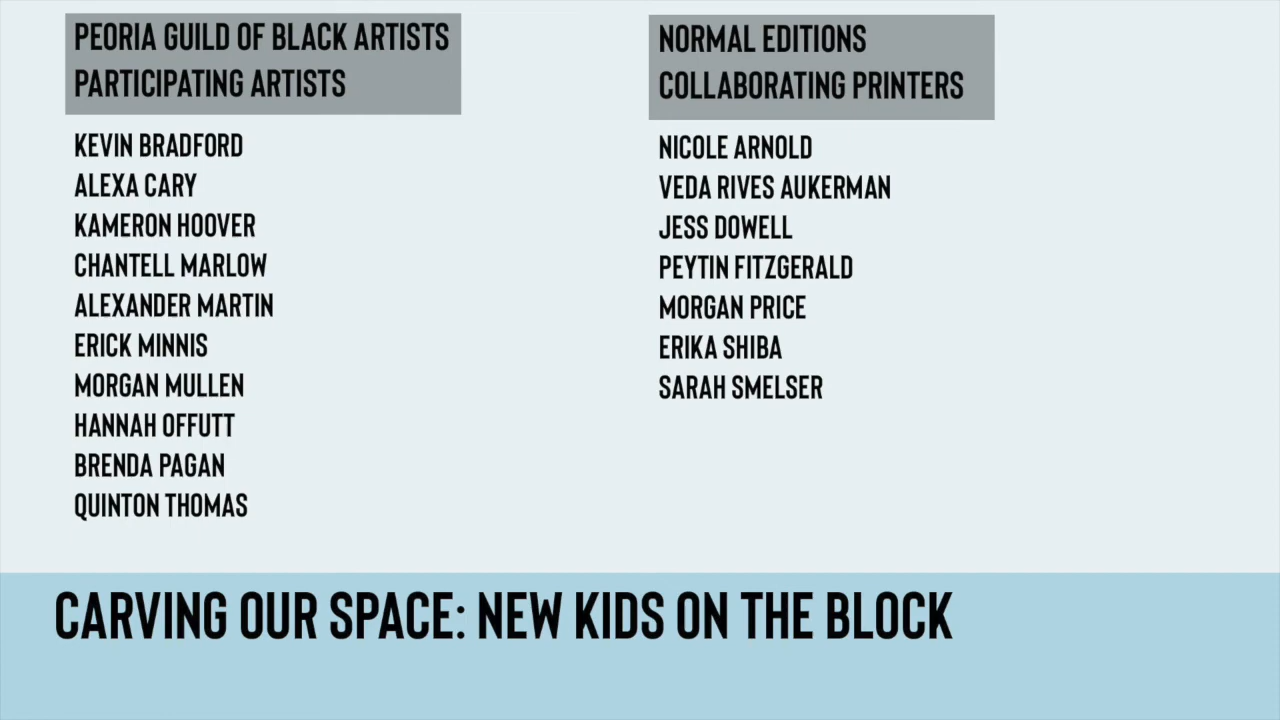 PEORIA GUILD OF BLACK ARTISTS
PARTICIPATING ARTISTS
KEVIN BRADFORD
ALEXA CARY
KAMERON HOOVER
CHANTELL MARLOW
ALEXANDER MARTIN
ERICK MINNIS
MORGAN MULLEN
HANNAH OFFUTT
BRENDA PAGAN
QUINTON THOMAS
NORMAL EDITIONS
COLLABORATING PRINTERS
NICOLE ARNOLD
VEDA RIVES AUKERMAN
JESS DOWELL
PEYTIN FITZGERALD
MORGAN PRICE
ERIKA SHIBA
SARAH SMELSER
CARVING OUR SPACE: NEW KIDS ON THE BLOCK